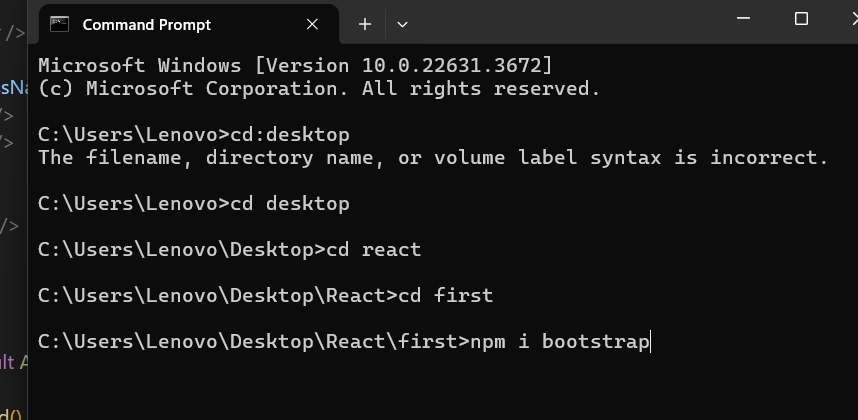 Command Prompt
Microsoft Windows [Version 10.0.22631.3672]
(c) Microsoft Corporation. All rights reserved.
C:\Users\Lenovo>cd:desktop
The filename, directory name, or volume label syntax is incorrect.
C:\Users\Lenovo>cd desktop
C:\Users\Lenovo\Desktop>cd react
C:\Users\Lenovo\Desktop\React>cd first
C:\Users\Lenovo\Desktop\React\first>npm i bootstrap
/>
sNa
/>
/>
/>
ult A
d()